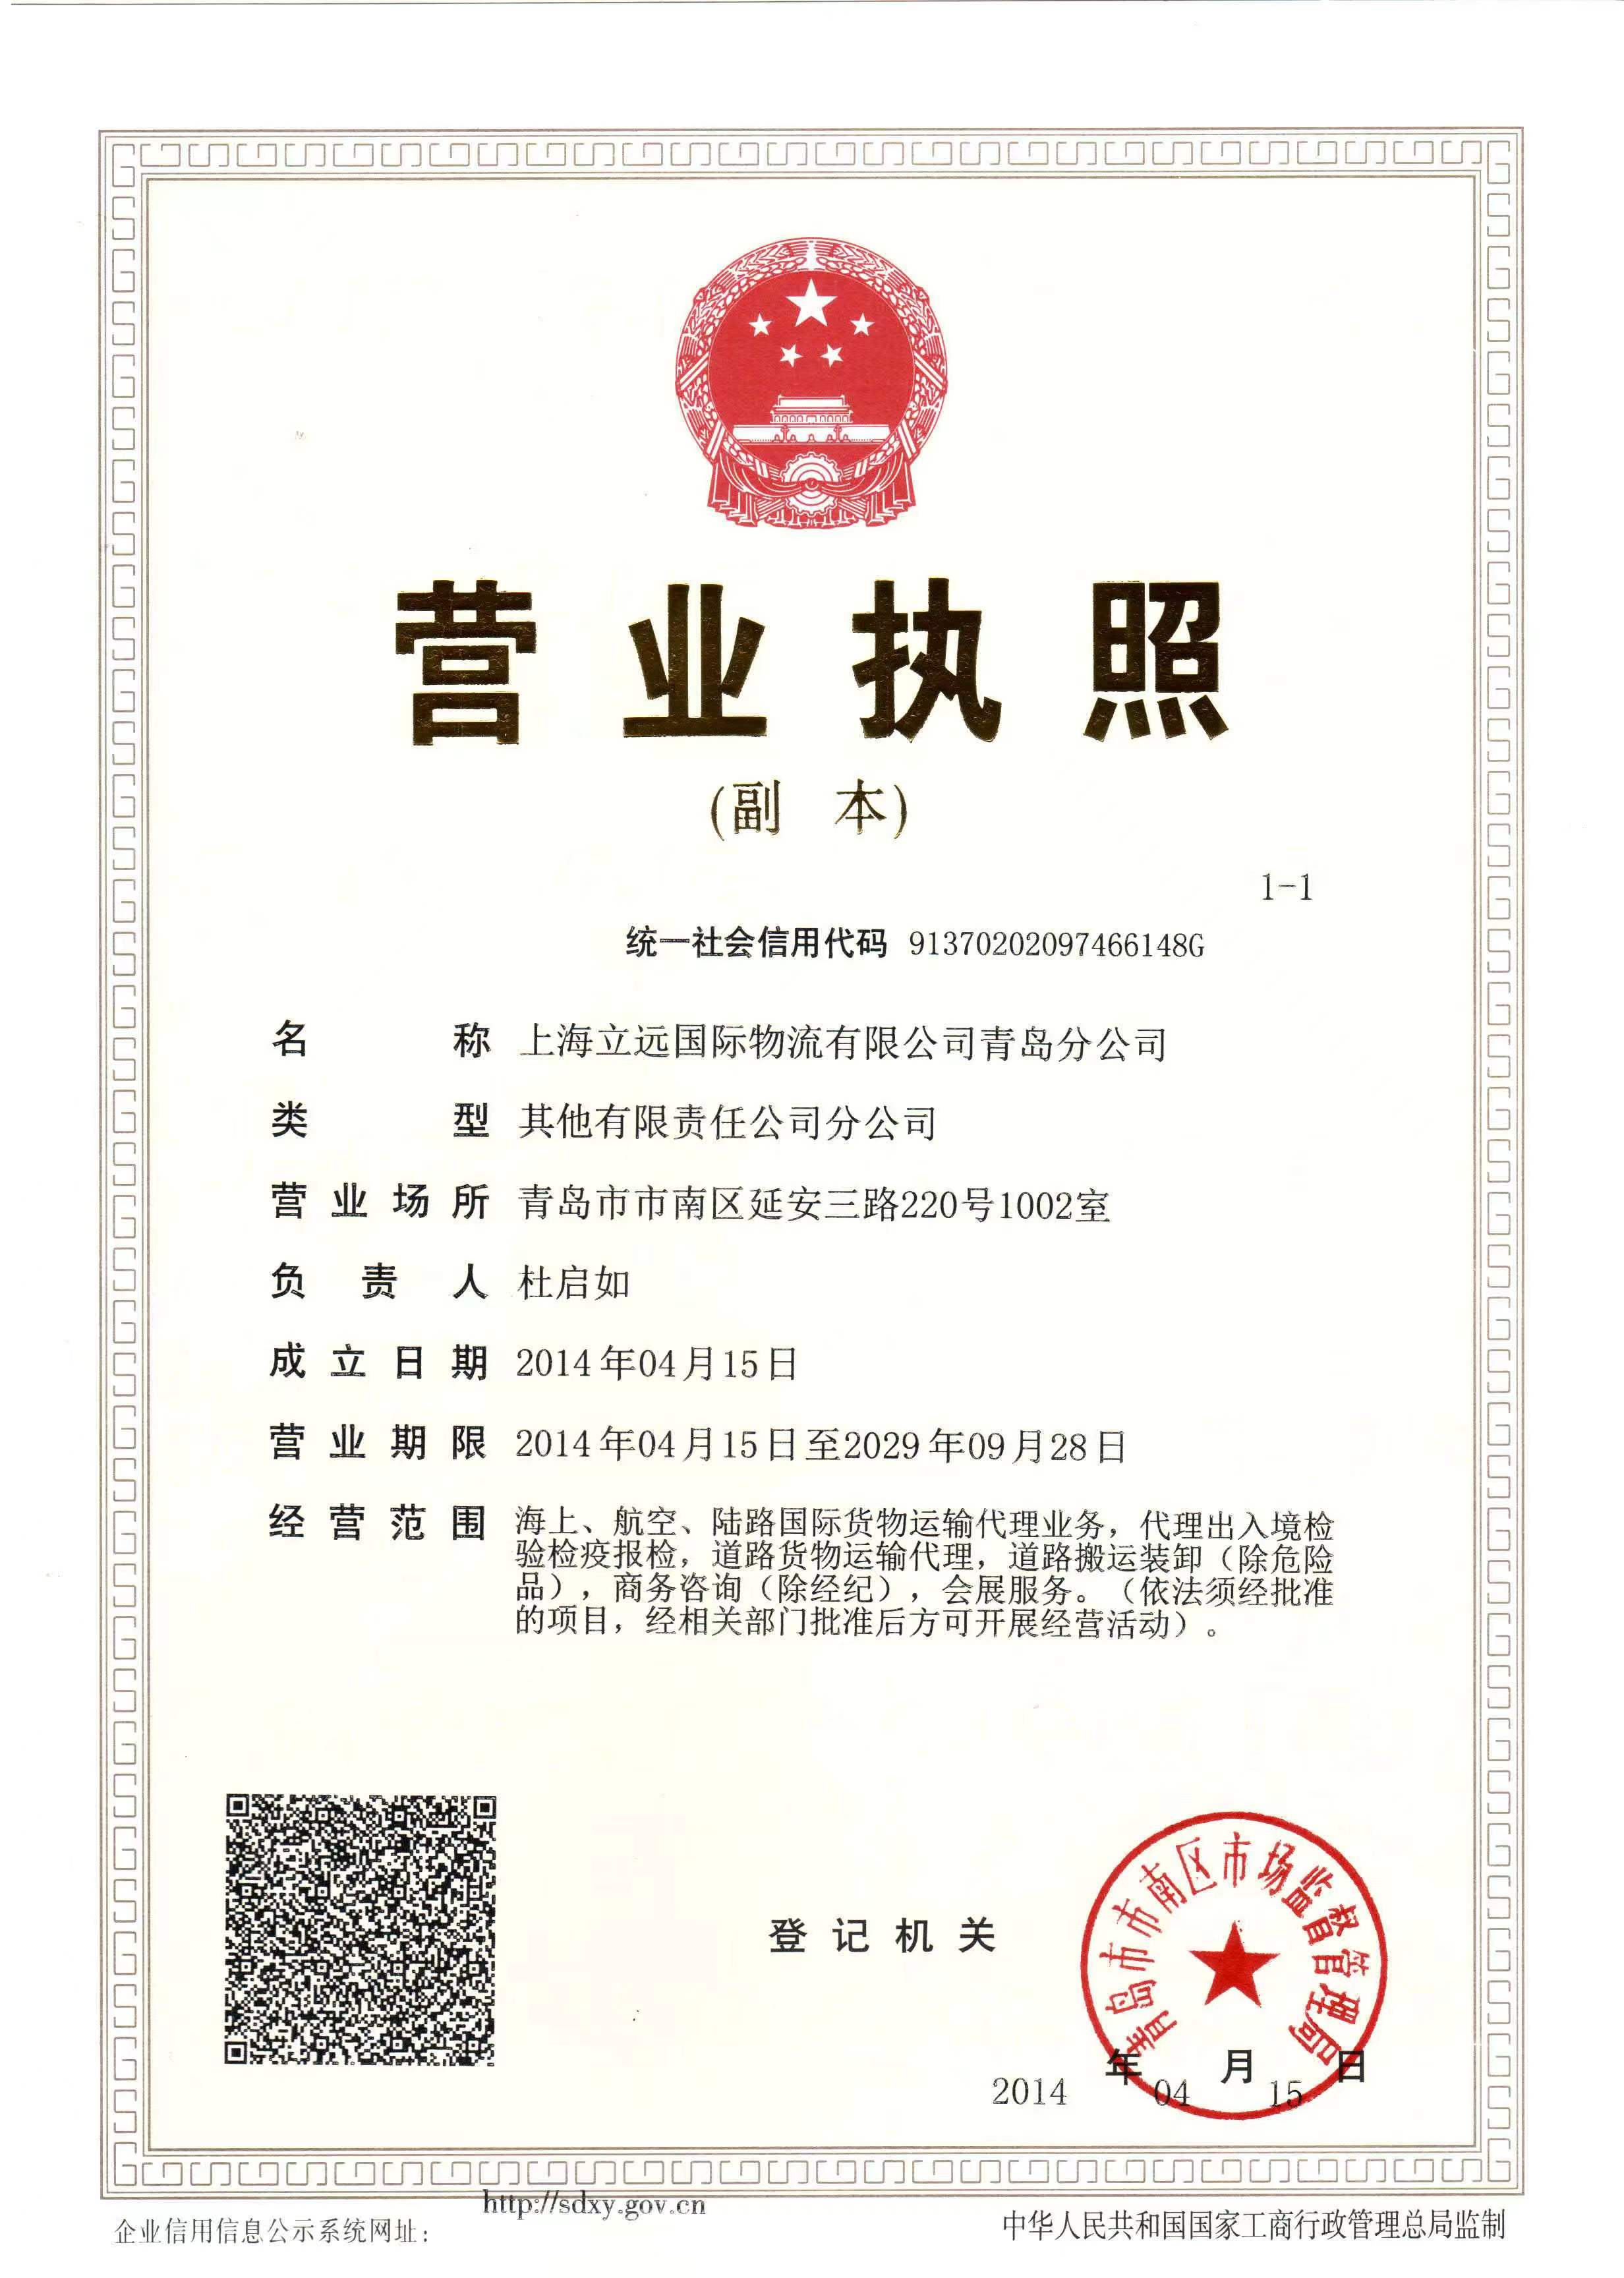 营业执照
(副 本)
1-1
统一社会信用代码 91370202097466148G
名 称 上海立远国际物流有限公司青岛分公司
类 型 其他有限责任公司分公司
营业场所 青岛市市南区延安三路220号1002室
负 责 人 杜启如
成立日期 2014年04月15日
营业期限 2014年04月15日至2029年09月28日
经营范围 海上、航空、陆路国际货物运输代理业务，代理出入境检
验检疫报检，道路货物运输代理，道路搬运装卸（除危险
品），商务咨询（除经纪），会展服务。（依法须经批准
的项目，经相关部门批准后方可开展经营活动）。
登记机关
青岛市市南区市场监督管理局
2014 年 04 月 15 日
企业信用信息公示系统网址： http://sdxy.gov.cn
中华人民共和国国家工商行政管理总局监制